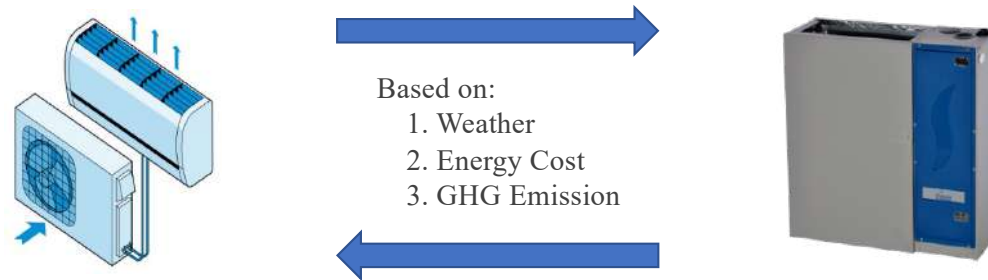 Based on:
1. Weather
2. Energy Cost
3. GHG Emission